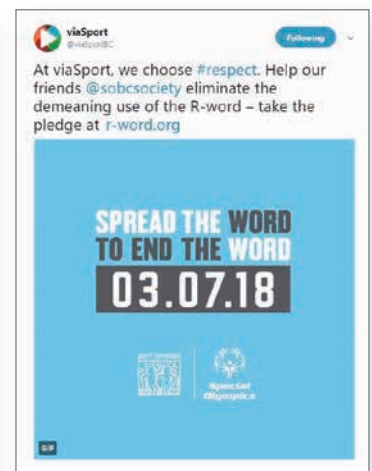 viaSport
@viaSportBC
Following
At viaSport, we choose #respect. Help our
friends @sobcsociety eliminate the
demeaning use of the R-word – take the
pledge at r-word.org
SPREAD THE WORD
TO END THE WORD
03.07.18
Special
Olympics
GIF